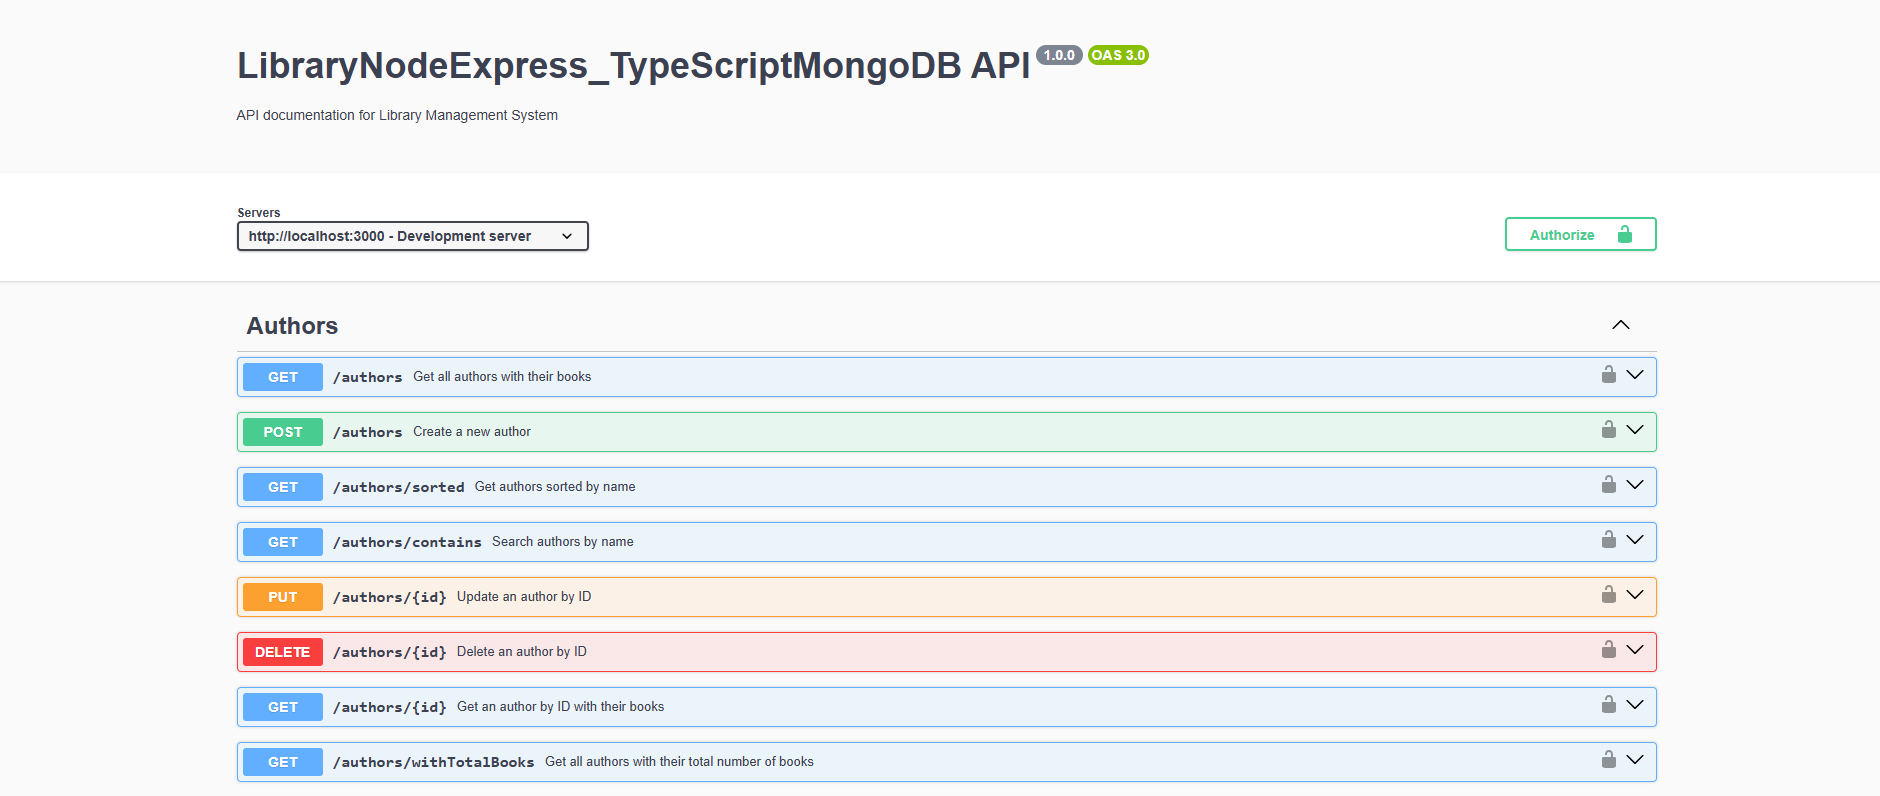 LibraryNodeExpress_TypeScriptMongoDB API 1.0.0 OAS 3.0
API documentation for Library Management System
Servers
http://localhost:3000 - Development server
Authorize
Authors
GET /authors Get all authors with their books
POST /authors Create a new author
GET /authors/sorted Get authors sorted by name
GET /authors/contains Search authors by name
PUT /authors/{id} Update an author by ID
DELETE /authors/{id} Delete an author by ID
GET /authors/{id} Get an author by ID with their books
GET /authors/withTotalBooks Get all authors with their total number of books